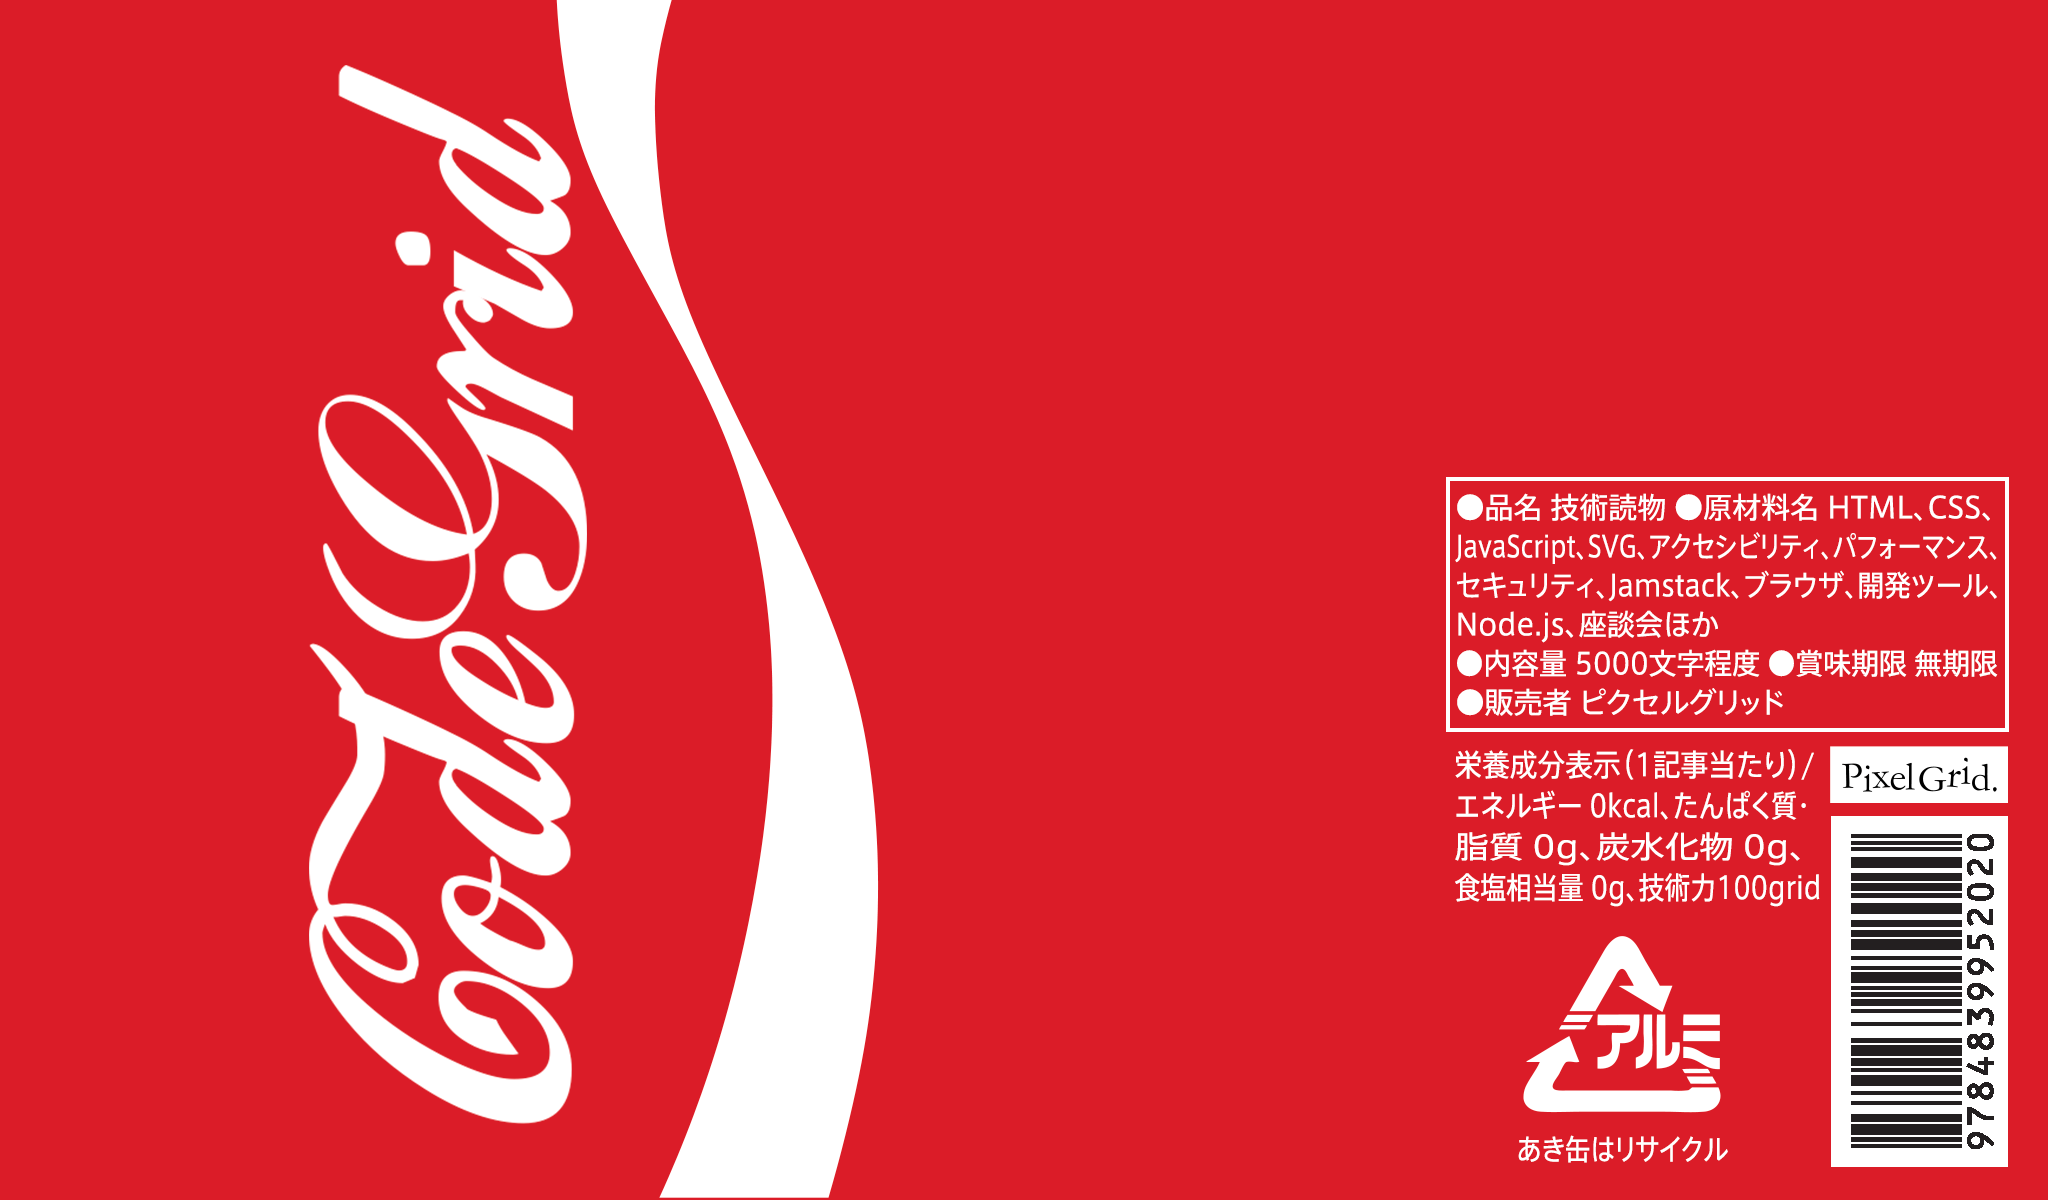 CodeGrid
●品名 技術読物 ●原材料名 HTML、CSS、
JavaScript、SVG、アクセシビリティ、パフォーマンス、
セキュリティ、Jamstack、ブラウザ、開発ツール、
Node.js、座談会ほか
●内容量 5000文字程度 ●賞味期限 無期限
●販売者 ピクセルグリッド
栄養成分表示(1記事当たり)/
エネルギー 0kcal、たんぱく質・
脂質 0g、炭水化物 0g、
食塩相当量 0g、技術力100grid
PixelGrid.
アルミ
あき缶はリサイクル
9784839952020